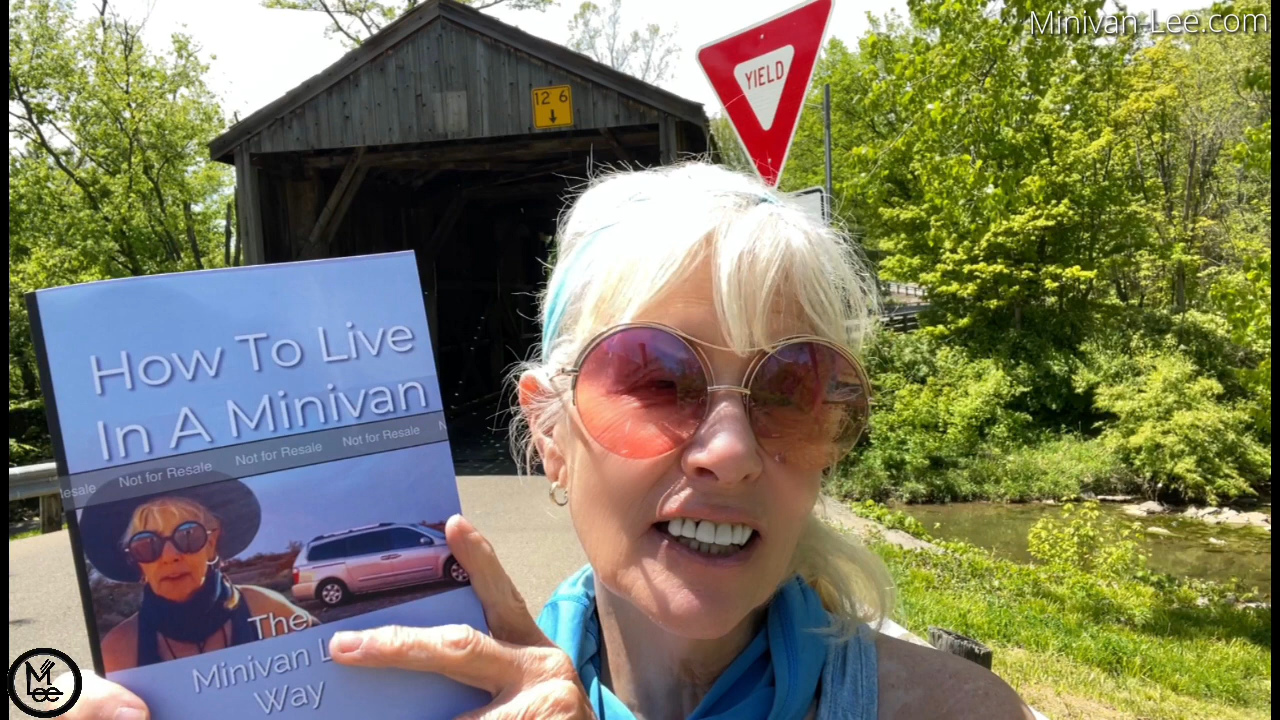 Minivan-Lee.com
YIELD
12 6
How To Live
In A Minivan
Not for Resale Not for Resale Not for Resale
The
Minivan L
Way
M
Lee